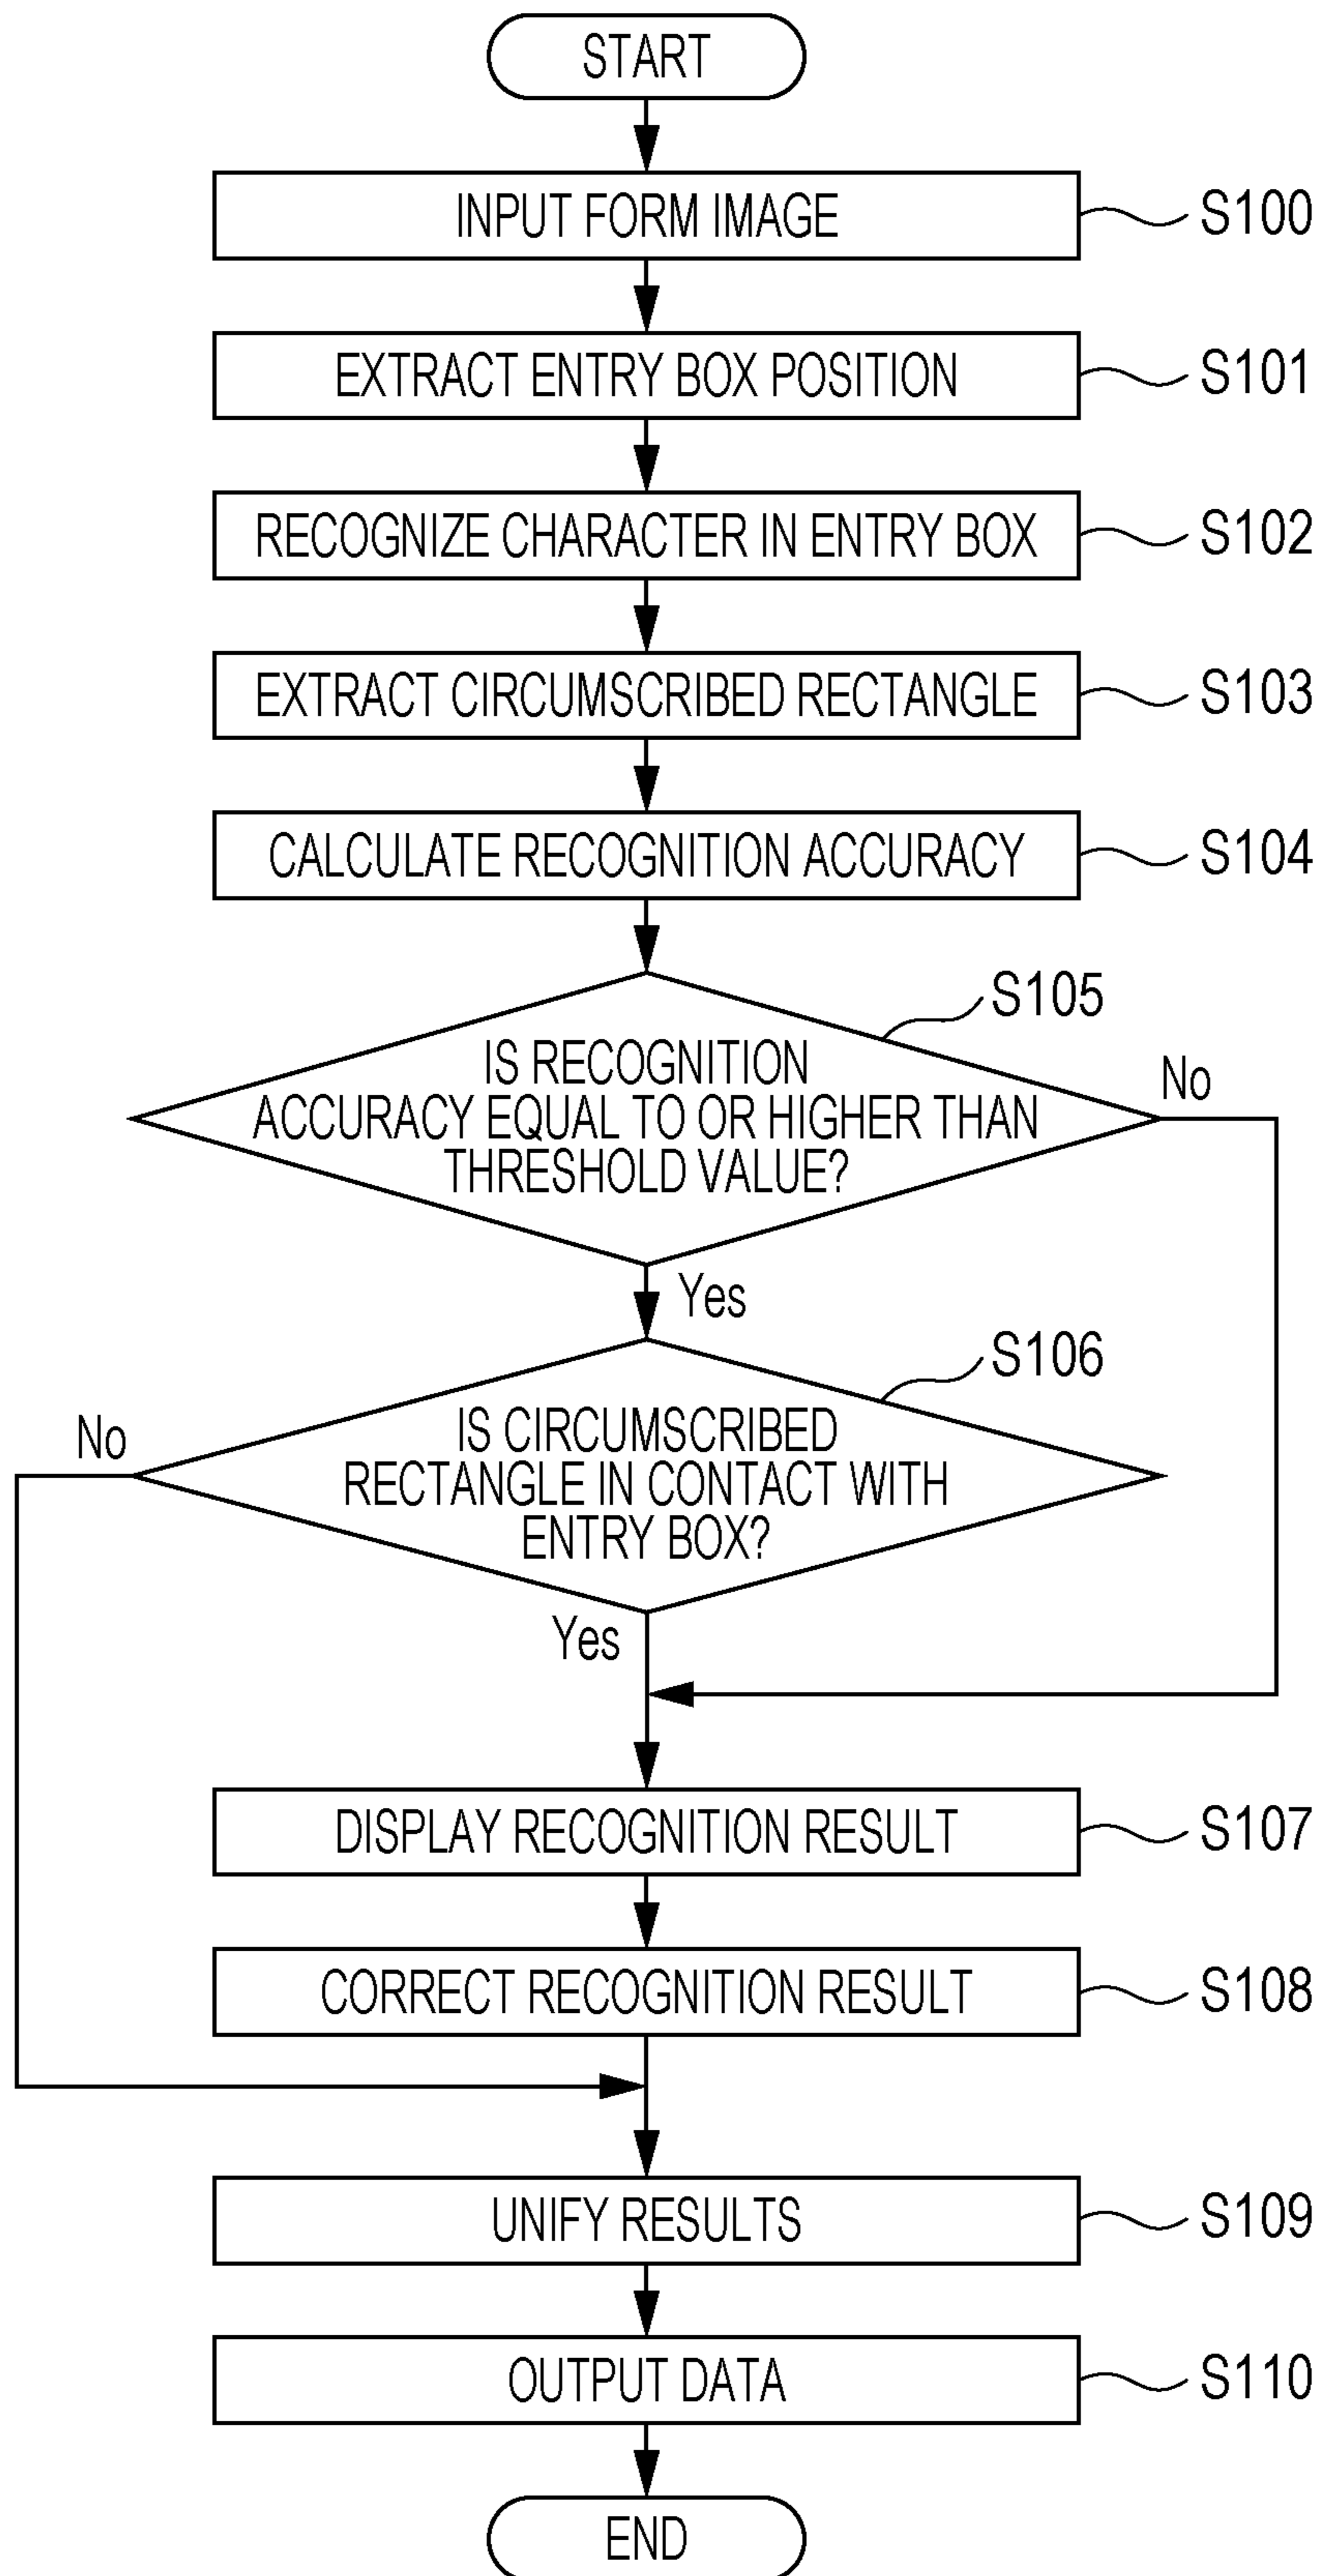 START
INPUT FORM IMAGE
S100
EXTRACT ENTRY BOX POSITION
S101
RECOGNIZE CHARACTER IN ENTRY BOX
S102
EXTRACT CIRCUMSCRIBED RECTANGLE
S103
CALCULATE RECOGNITION ACCURACY
S104
S105
IS RECOGNITION
ACCURACY EQUAL TO OR HIGHER THAN
THRESHOLD VALUE?
No
Yes
S106
IS CIRCUMSCRIBED
RECTANGLE IN CONTACT WITH
ENTRY BOX?
No
Yes
DISPLAY RECOGNITION RESULT
S107
CORRECT RECOGNITION RESULT
S108
UNIFY RESULTS
S109
OUTPUT DATA
S110
END